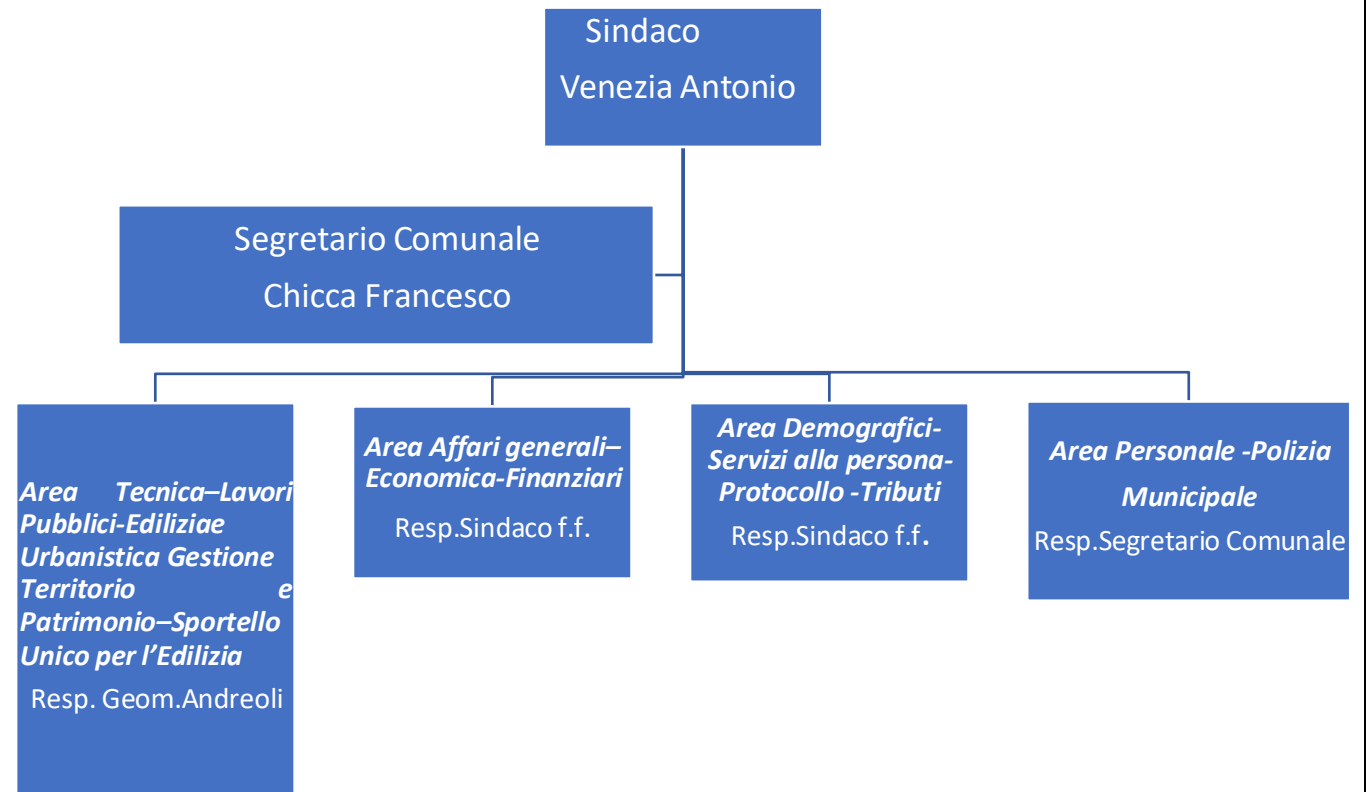 Sindaco
Venezia Antonio
Segretario Comunale
Chicca Francesco
Area Tecnica–Lavori
Pubblici-Ediliziae
Urbanistica Gestione
Territorio e
Patrimonio–Sportello
Unico per l’Edilizia
Resp. Geom.Andreoli
Area Affari generali–
Economica-Finanziari
Resp.Sindaco f.f.
Area Demografici-
Servizi alla persona-
Protocollo -Tributi
Resp.Sindaco f.f.
Area Personale -Polizia
Municipale
Resp.Segretario Comunale